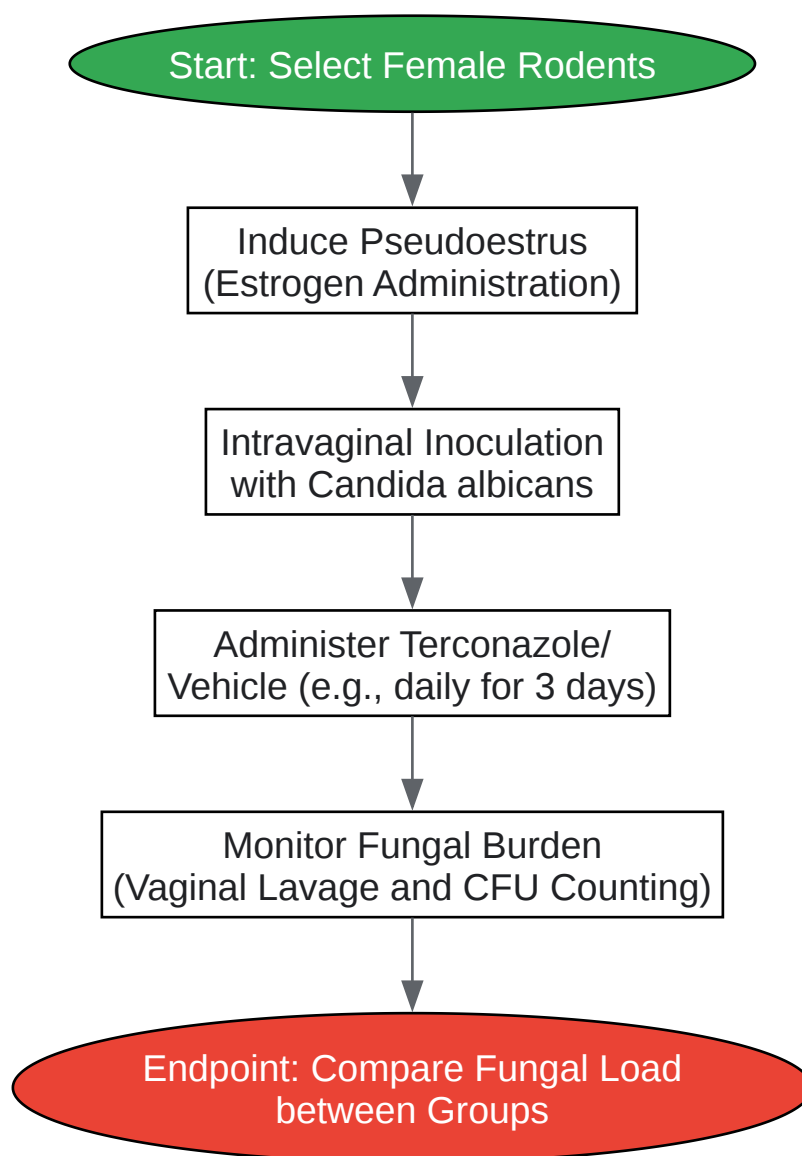 Start: Select Female Rodents
Induce Pseudoestrus
(Estrogen Administration)
Intravaginal Inoculation
with Candida albicans
Administer Terconazole/
Vehicle (e.g., daily for 3 days)
Monitor Fungal Burden
(Vaginal Lavage and CFU Counting)
Endpoint: Compare Fungal Load
between Groups